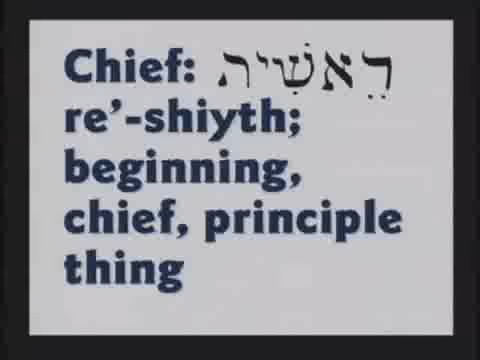 Chief: רֵאשִׁית
re’-shiyth;
beginning,
chief, principle
thing